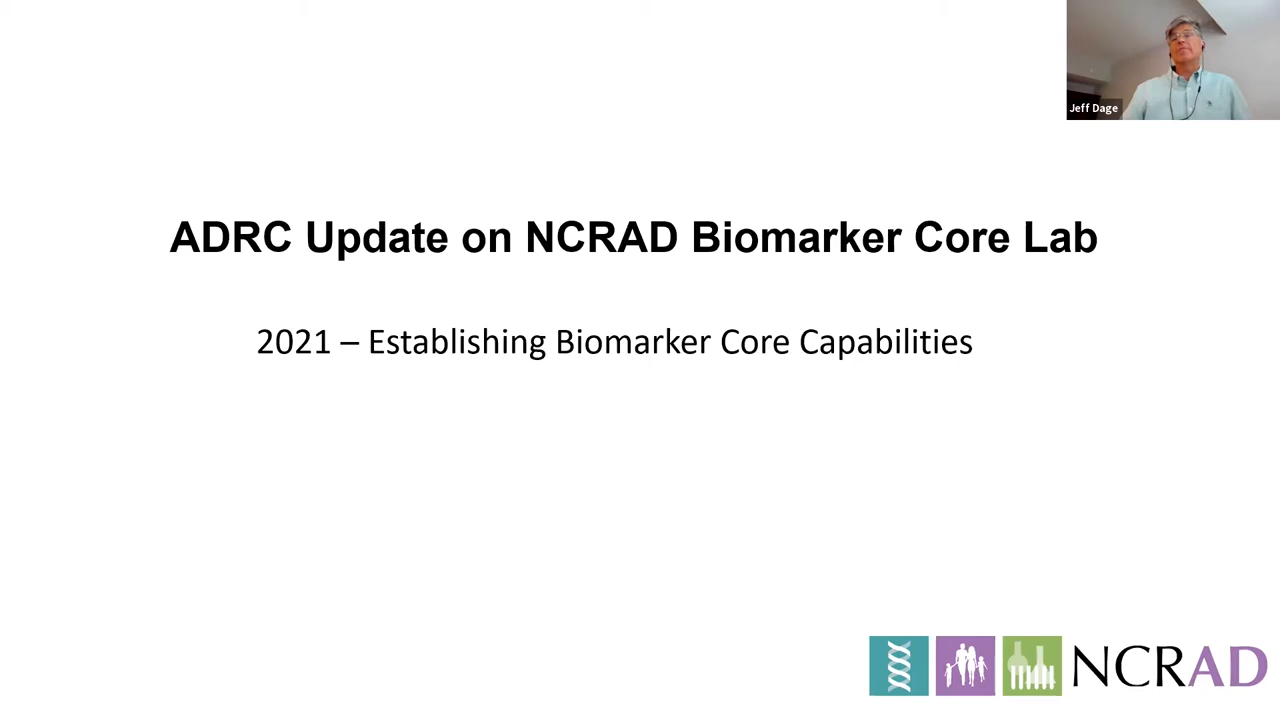 Jeff Dage
ADRC Update on NCRAD Biomarker Core Lab
2021 – Establishing Biomarker Core Capabilities
NCRAD